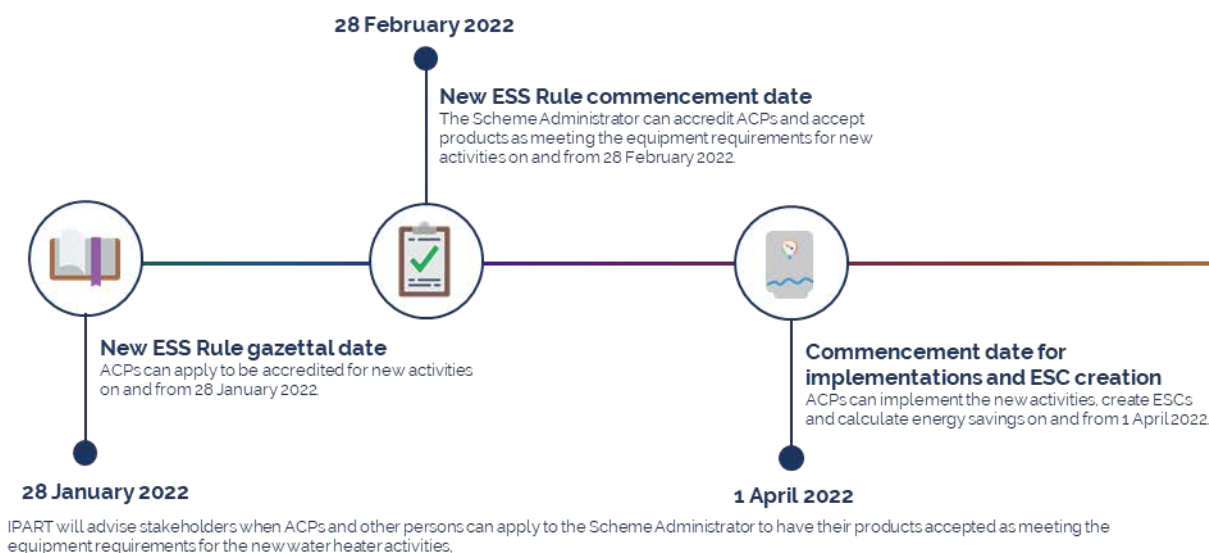 28 February 2022
New ESS Rule commencement date
The Scheme Administrator can accredit ACPs and accept
products as meeting the equipment requirements for new
activities on and from 28 February 2022.
New ESS Rule gazettal date
ACPs can apply to be accredited for new activities
on and from 28 January 2022.
28 January 2022
Commencement date for
implementations and ESC creation
ACPs can implement the new activities, create ESCs
and calculate energy savings on and from 1 April 2022.
1 April 2022
IPART will advise stakeholders when ACPs and other persons can apply to the Scheme Administrator to have their products accepted as meeting the
equipment requirements for the new water heater activities,